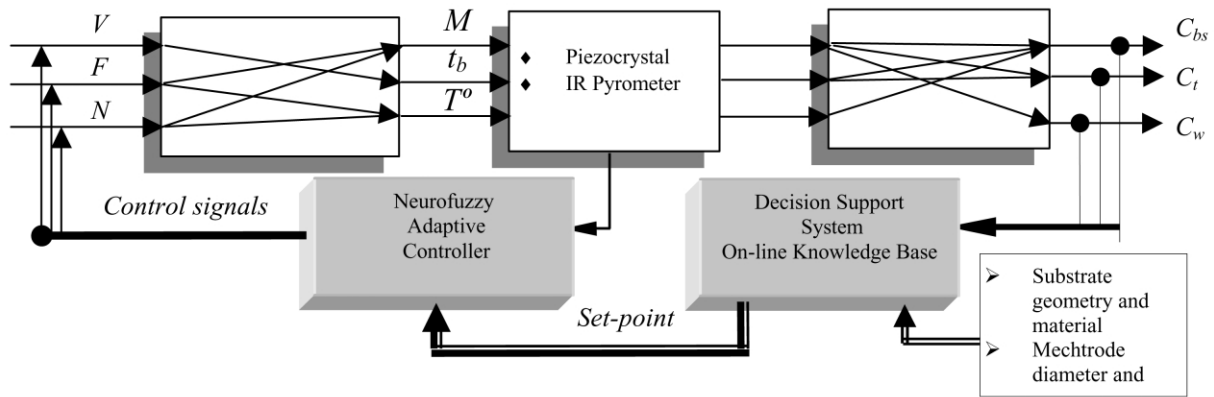 V
F
N
M
t_b
T^o
♦ Piezocrystal
♦ IR Pyrometer
C_bs
C_t
C_w
Control signals
Neurofuzzy
Adaptive
Controller
Decision Support
System
On-line Knowledge Base
Set-point
➢ Substrate
geometry and
material
➢ Mechtrode
diameter and